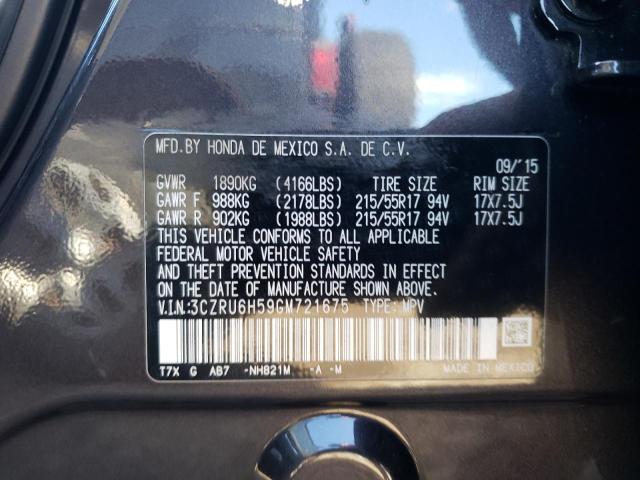 MFD.BY HONDA DE MEXICO S.A. DE C.V.
09/'15
GVWR 1890KG (4166LBS) TIRE SIZE RIM SIZE
GAWR F 988KG (2178LBS) 215/55R17 94V 17X7.5J
GAWR R 902KG (1988LBS) 215/55R17 94V 17X7.5J
THIS VEHICLE CONFORMS TO ALL APPLICABLE
FEDERAL MOTOR VEHICLE SAFETY
AND THEFT PREVENTION STANDARDS IN EFFECT
ON THE DATE OF MANUFACTURE SHOWN ABOVE.
V.I.N:3CZRU6H59GM721675 TYPE: MPV
T7X G AB7 -NH821M -A -M MADE IN MEXICO